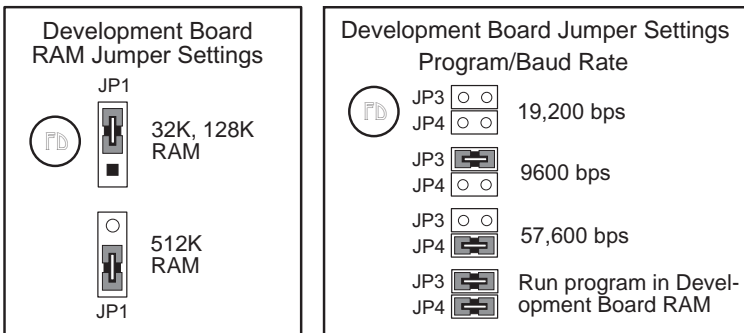 Development Board
RAM Jumper Settings
JP1
FD
32K, 128K
RAM
512K
RAM
JP1
Development Board Jumper Settings
Program/Baud Rate
FD
JP3
JP4
19,200 bps
JP3
JP4
9600 bps
JP3
JP4
57,600 bps
JP3
JP4
Run program in Devel-
opment Board RAM